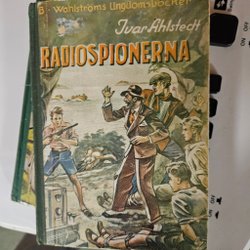 B. Wahlströms Ungdomsböcker
Ivar Ahlstedt
RADIOSPIONERNA